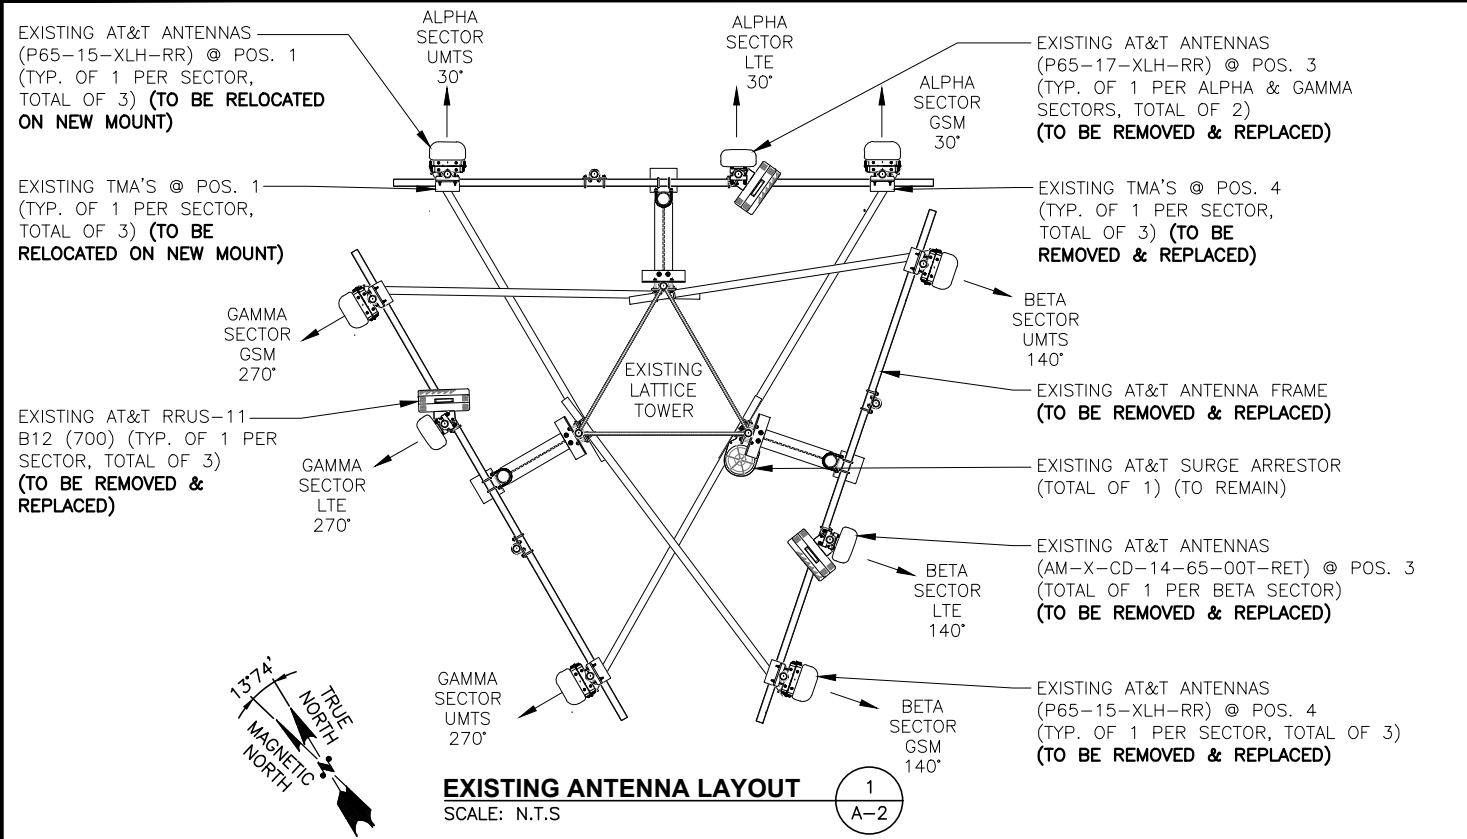 EXISTING AT&T ANTENNAS
(P65-15-XLH-RR) @ POS. 1
(TYP. OF 1 PER SECTOR,
TOTAL OF 3) (TO BE RELOCATED
ON NEW MOUNT)
EXISTING TMA'S @ POS. 1
(TYP. OF 1 PER SECTOR,
TOTAL OF 3) (TO BE
RELOCATED ON NEW MOUNT)
ALPHA
SECTOR
UMTS
30°
ALPHA
SECTOR
LTE
30°
ALPHA
SECTOR
GSM
30°
EXISTING AT&T ANTENNAS
(P65-17-XLH-RR) @ POS. 3
(TYP. OF 1 PER ALPHA & GAMMA
SECTORS, TOTAL OF 2)
(TO BE REMOVED & REPLACED)
EXISTING TMA'S @ POS. 4
(TYP. OF 1 PER SECTOR,
TOTAL OF 3) (TO BE
REMOVED & REPLACED)
GAMMA
SECTOR
GSM
270°
BETA
SECTOR
UMTS
140°
EXISTING
LATTICE
TOWER
EXISTING AT&T ANTENNA FRAME
(TO BE REMOVED & REPLACED)
EXISTING AT&T RRUS-11
B12 (700) (TYP. OF 1 PER
SECTOR, TOTAL OF 3)
(TO BE REMOVED &
REPLACED)
GAMMA
SECTOR
LTE
270°
EXISTING AT&T SURGE ARRESTOR
(TOTAL OF 1) (TO REMAIN)
EXISTING AT&T ANTENNAS
(AM-X-CD-14-65-00T-RET) @ POS. 3
(TOTAL OF 1 PER BETA SECTOR)
(TO BE REMOVED & REPLACED)
BETA
SECTOR
LTE
140°
GAMMA
SECTOR
UMTS
270°
BETA
SECTOR
GSM
140°
EXISTING AT&T ANTENNAS
(P65-15-XLH-RR) @ POS. 4
(TYP. OF 1 PER SECTOR, TOTAL OF 3)
(TO BE REMOVED & REPLACED)
13°74'
TRUE
NORTH
MAGNETIC
NORTH
N
EXISTING ANTENNA LAYOUT
SCALE: N.T.S
1
A-2